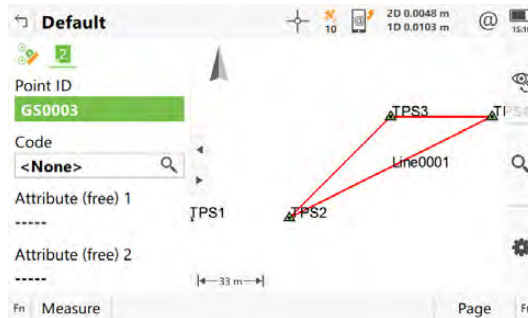 Default
10
2D 0.0048 m
1D 0.0103 m
@
2
Point ID
GS0003
Code
<None>
Attribute (free) 1
-----
Attribute (free) 2
-----
TPS3
Line0001
TPS1
TPS2
33 m
Fn Measure
Page